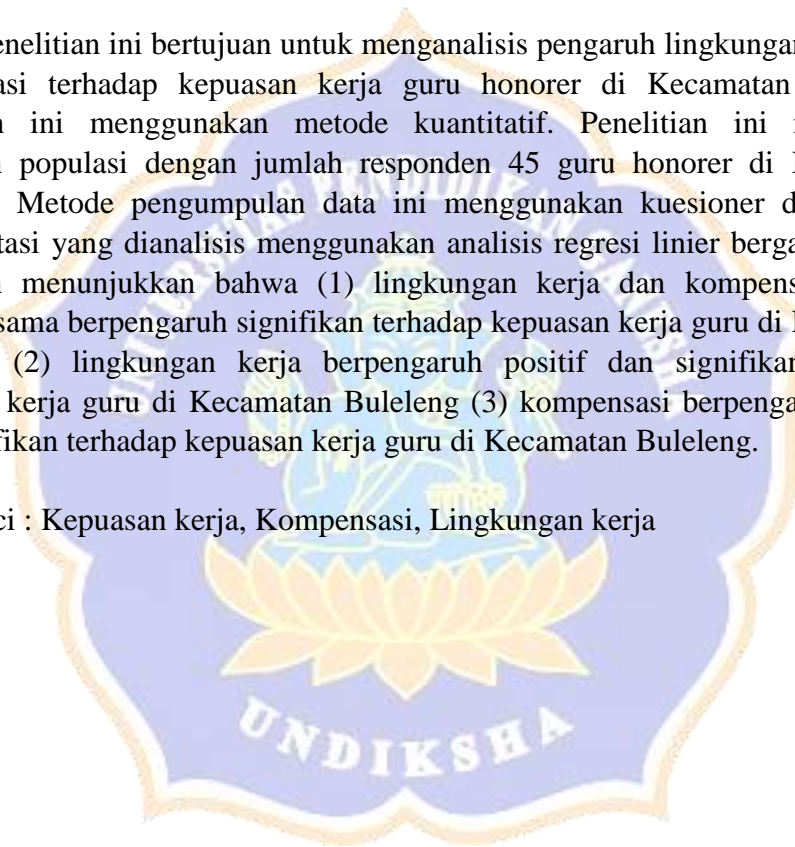 enelitian ini bertujuan untuk menganalisis pengaruh lingkungan
asi terhadap kepuasan kerja guru honorer di Kecamatan
n ini menggunakan metode kuantitatif. Penelitian ini
n populasi dengan jumlah responden 45 guru honorer di
Metode pengumpulan data ini menggunakan kuesioner d
tasi yang dianalisis menggunakan analisis regresi linier berga
n menunjukkan bahwa (1) lingkungan kerja dan kompens
sama berpengaruh signifikan terhadap kepuasan kerja guru di
(2) lingkungan kerja berpengaruh positif dan signifikan
kerja guru di Kecamatan Buleleng (3) kompensasi berpenga
fikan terhadap kepuasan kerja guru di Kecamatan Buleleng.
ci : Kepuasan kerja, Kompensasi, Lingkungan kerja
UNIVERSITAS PENDIDIKAN GANESHA
UNDIKSHA